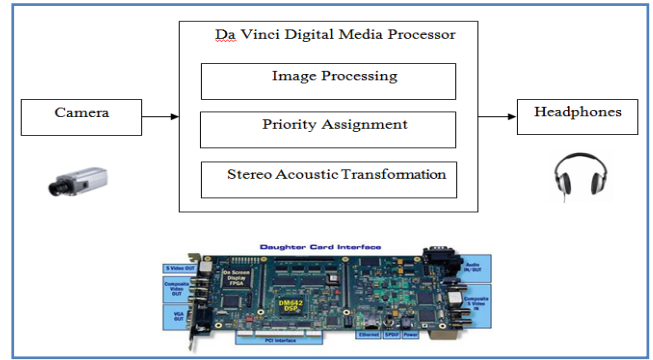 Da Vinci Digital Media Processor
Image Processing
Camera
Priority Assignment
Headphones
Stereo Acoustic Transformation
Daughter Card Interface
S Video OUT
Composite
Video
OUT
VGA
OUT
On Screen
Display
FPGA
DM642
DSP
Audio
IN/OUT
Composite
S Video
IN
PCI Interface
Ethernet
S/PDIF
Power